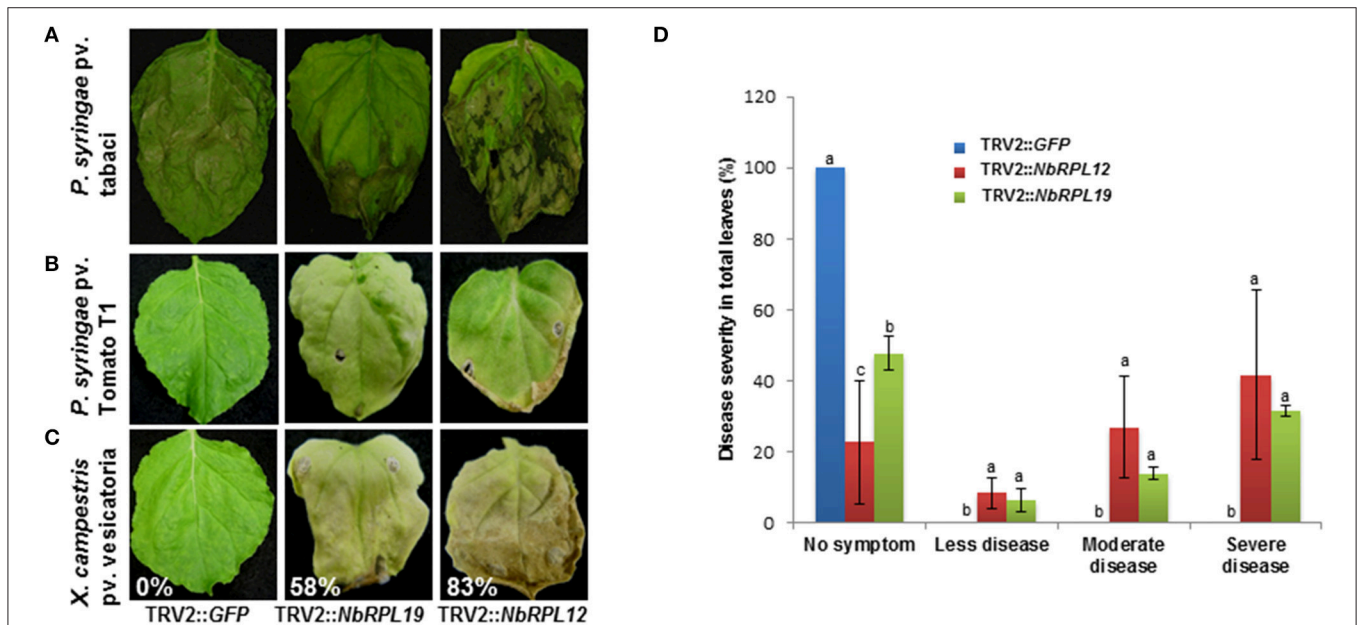 A
P. syringae pv.
tabaci
B
P. syringae pv.
Tomato T1
C
X. campestris
pv. vesicatoria
0%
58%
83%
TRV2::GFP
TRV2::NbRPL19
TRV2::NbRPL12
D
Disease severity in total leaves (%)
120
100
80
60
40
20
0
TRV2::GFP
TRV2::NbRPL12
TRV2::NbRPL19
a
c
b
b
a
a
b
a
a
b
a
a
No symptom
Less disease
Moderate
disease
Severe
disease